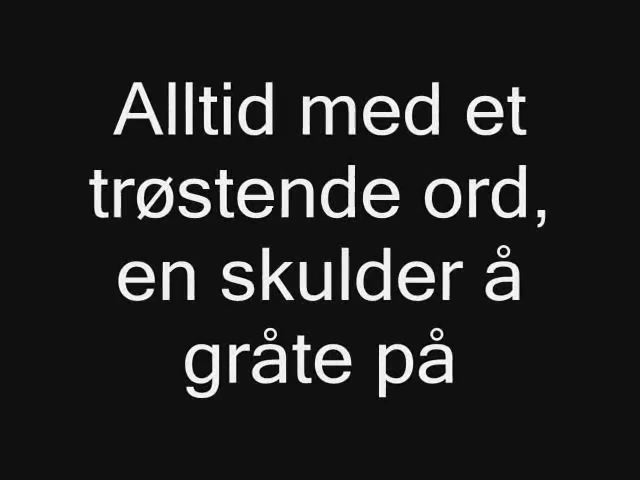 Alltid med et
trøstende ord,
en skulder å
gråte på